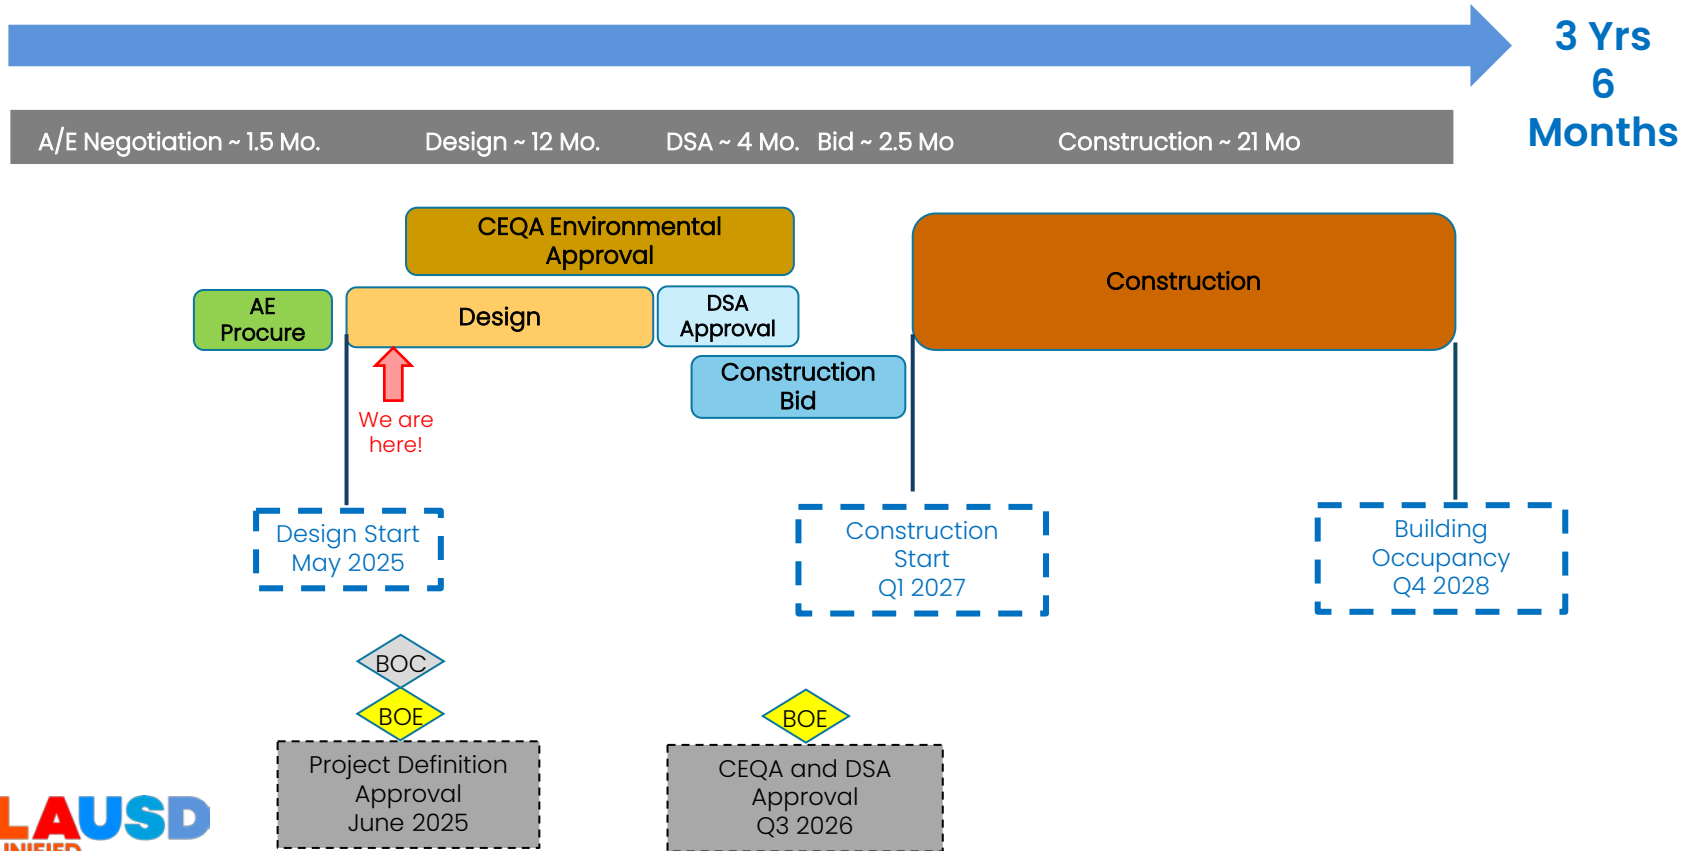 3 Yrs
6
Months
A/E Negotiation ~ 1.5 Mo.
Design ~ 12 Mo.
DSA ~ 4 Mo.
Bid ~ 2.5 Mo
Construction ~ 21 Mo
CEQA Environmental
Approval
Construction
AE
Procure
Design
DSA
Approval
Construction
Bid
We are
here!
Design Start
May 2025
Construction
Start
Q1 2027
Building
Occupancy
Q4 2028
BOC
BOE
Project Definition
Approval
June 2025
BOE
CEQA and DSA
Approval
Q3 2026
LAUSD
UNIFIED